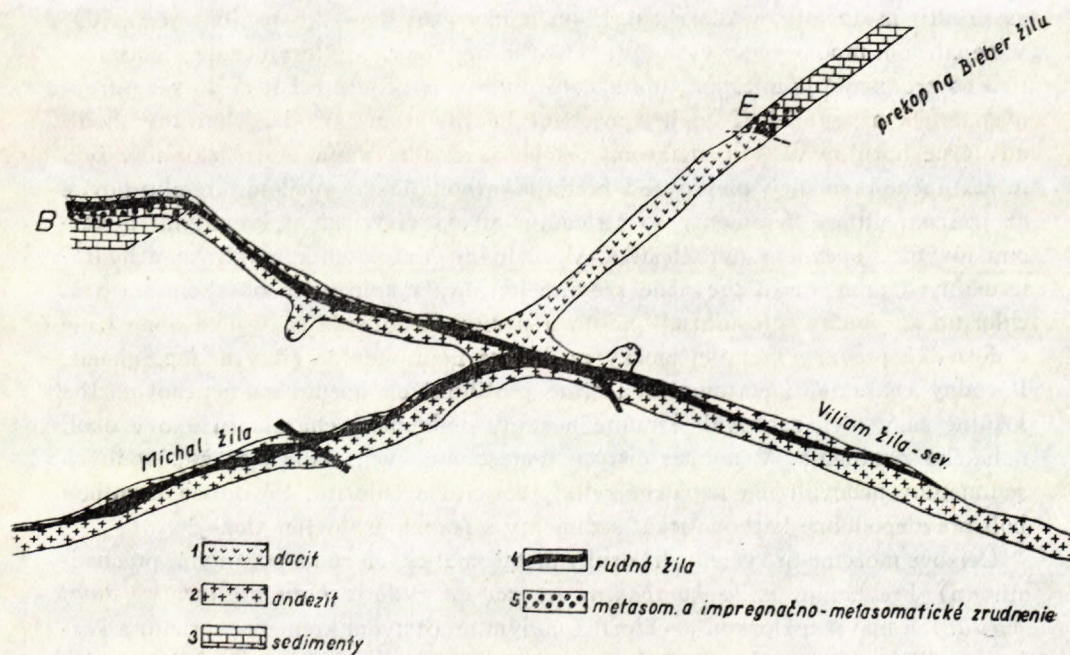 prekop na Bieber žilu
E
B
Michal žila
Viliam žila-sev.
1 dacit
2 andezit
3 sedimenty
4 rudná žila
5 metasom. a impregnačno-metasomatické zrudnenie